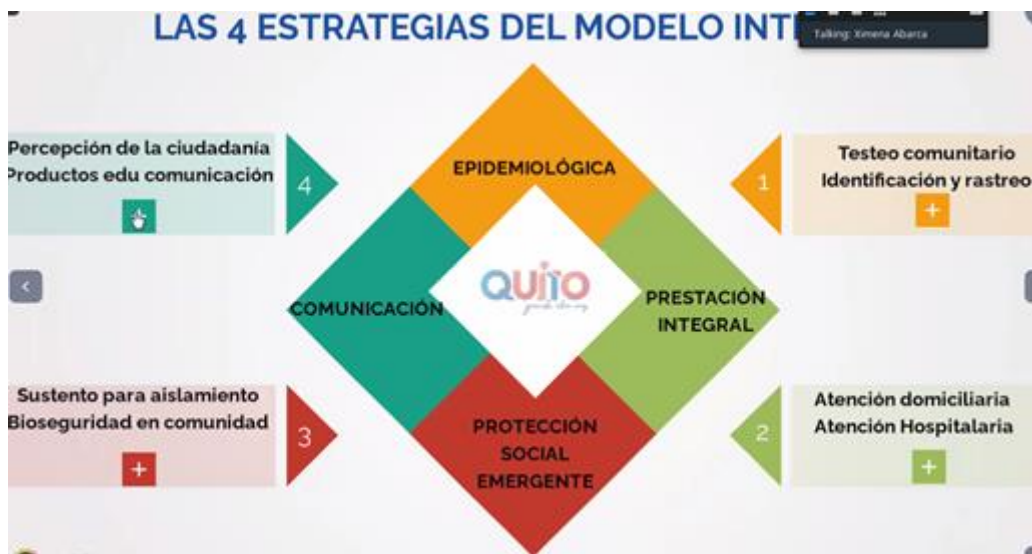 LAS 4 ESTRATEGIAS DEL MODELO INTE
Talking: Ximena Abarca
Percepción de la ciudadanía
Productos edu comunicación
4
EPIDEMIOLÓGICA
1
Testeo comunitario
Identificación y rastreo
COMUNICACIÓN
QUITO
PRESTACIÓN
INTEGRAL
Sustento para aislamiento
Bioseguridad en comunidad
3
PROTECCIÓN
SOCIAL
EMERGENTE
2
Atención domiciliaria
Atención Hospitalaria